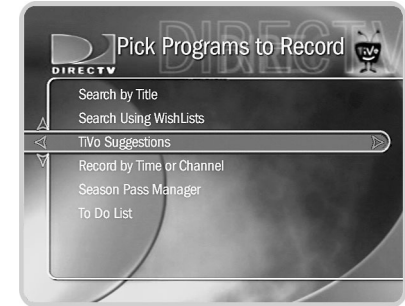 DIRECTV
Pick Programs to Record
TiVo
DIRECTV
Search by Title
Search Using WishLists
TiVo Suggestions
Record by Time or Channel
Season Pass Manager
To Do List